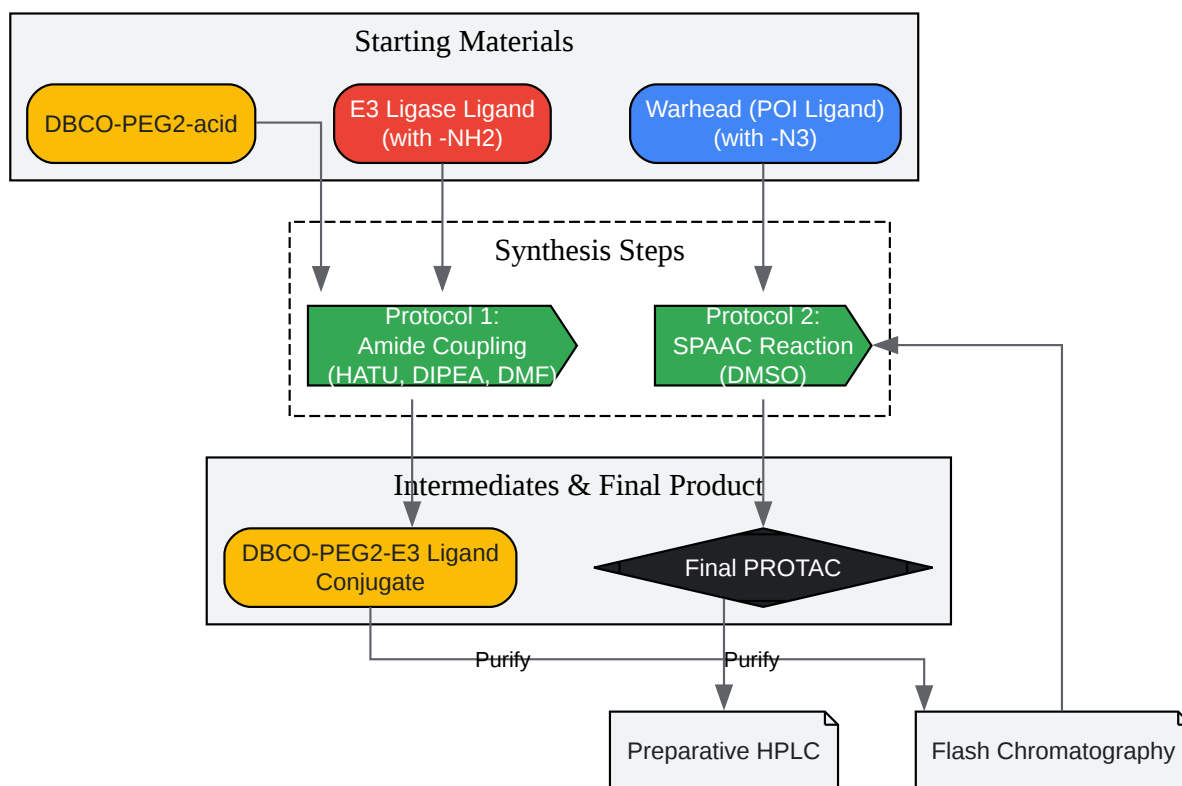 Starting Materials
DBCO-PEG2-acid
E3 Ligase Ligand
(with -NH2)
Warhead (POI Ligand)
(with -N3)
Synthesis Steps
Protocol 1:
Amide Coupling
(HATU, DIPEA, DMF)
Protocol 2:
SPAAC Reaction
(DMSO)
Intermediates & Final Product
DBCO-PEG2-E3 Ligand
Conjugate
Final PROTAC
Purify
Purify
Preparative HPLC
Flash Chromatography